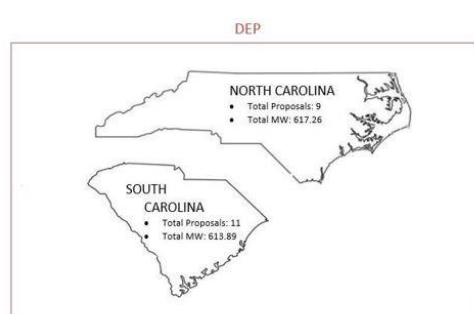 DEP
NORTH CAROLINA
• Total Proposals: 9
• Total MW: 617.26
SOUTH
CAROLINA
• Total Proposals: 11
• Total MW: 613.89